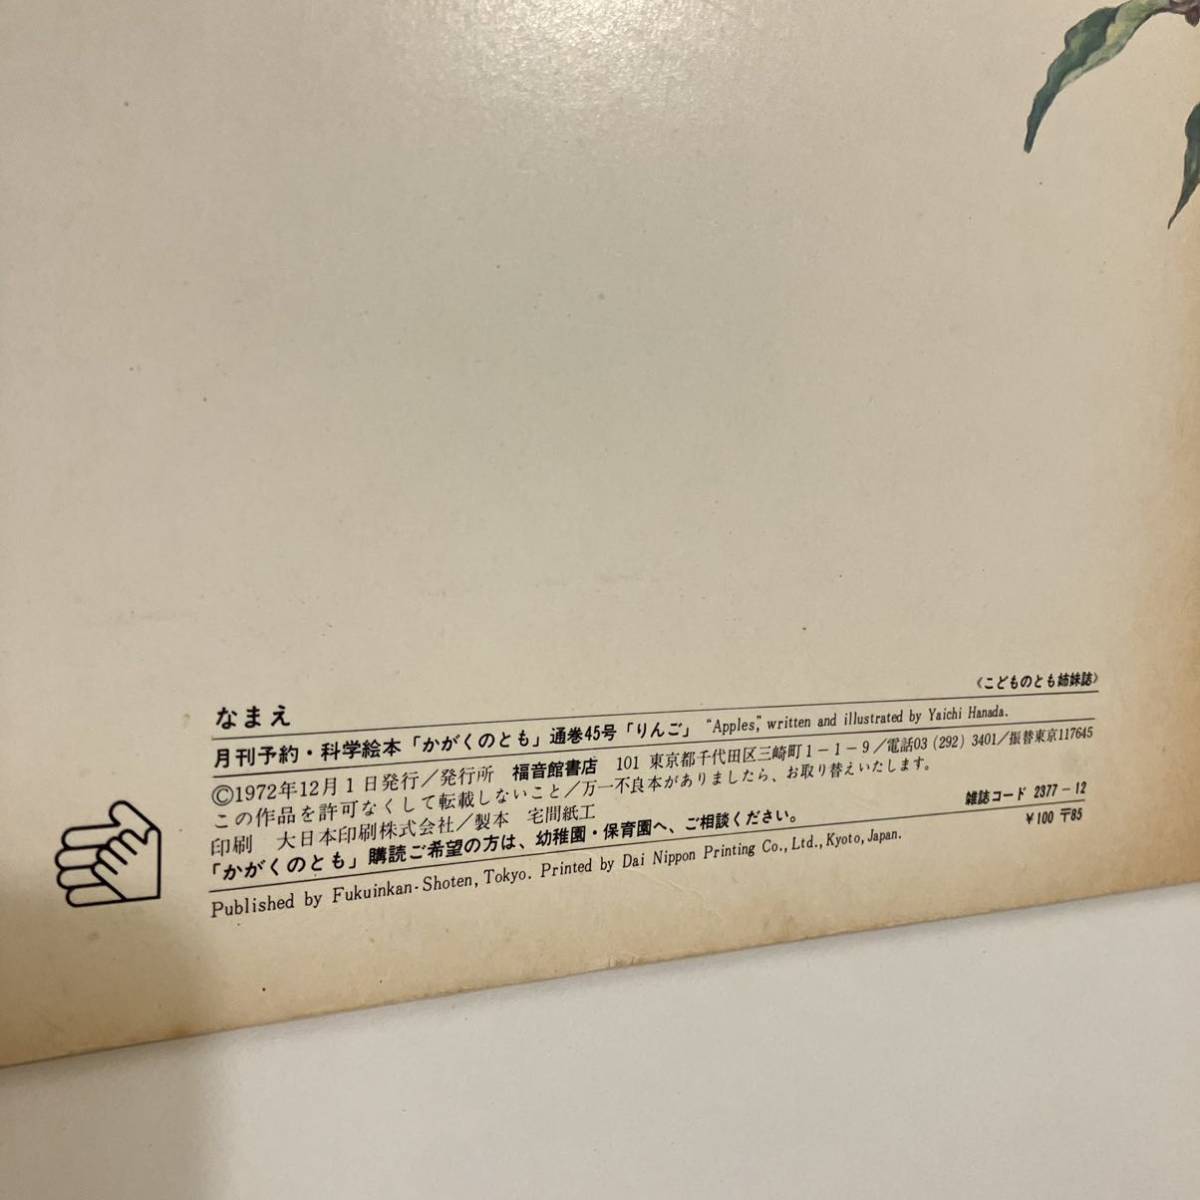 《こどものとも姉妹誌》
なまえ
月刊予約・科学絵本「かがくのとも」通巻45号「りんご」 “Apples,” written and illustrated by Yaichi Hanada.
©1972年12月1日発行／発行所 福音館書店 101 東京都千代田区三崎町1-1-9／電話03(292)3401／振替東京117645
この作品を許可なくして転載しないこと／万一不良本がありましたら、お取り替えいたします。
印刷 大日本印刷株式会社／製本 宅間紙工 雑誌コード 2377-12
「かがくのとも」購読ご希望の方は、幼稚園・保育園へ、ご相談ください。 ¥100 〒85
Published by Fukuinkan-Shoten, Tokyo. Printed by Dai Nippon Printing Co., Ltd., Kyoto, Japan.